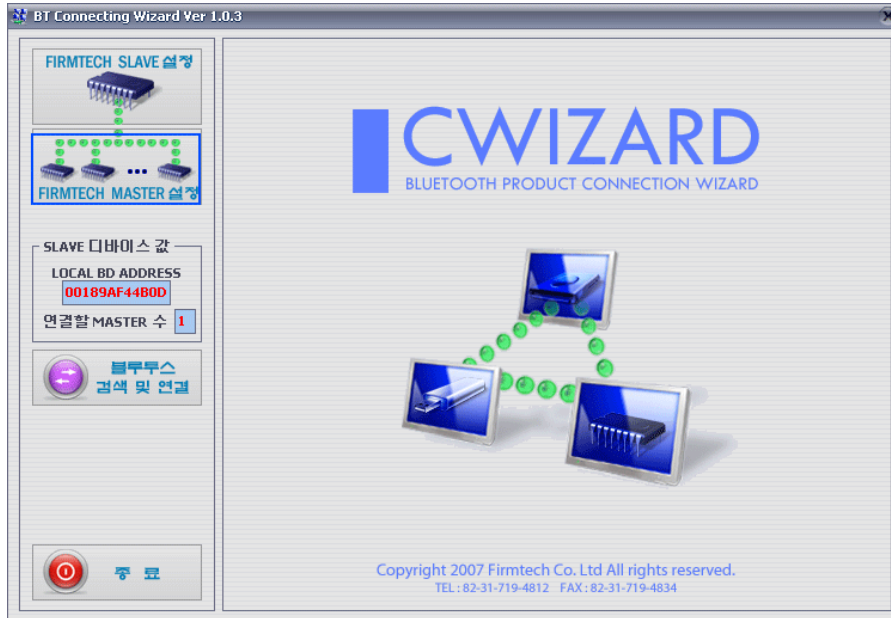 BT Connecting Wizard Ver 1.0.3
FIRMTECH SLAVE 설정
FIRMTECH MASTER 설정
SLAVE 디바이스 값
LOCAL BD ADDRESS
00189AF44B0D
연결할 MASTER 수 1
블루투스
검색 및 연결
종 료
CWIZARD
BLUETOOTH PRODUCT CONNECTION WIZARD
Copyright 2007 Firmtech Co. Ltd All rights reserved.
TEL : 82-31-719-4812 FAX : 82-31-719-4834